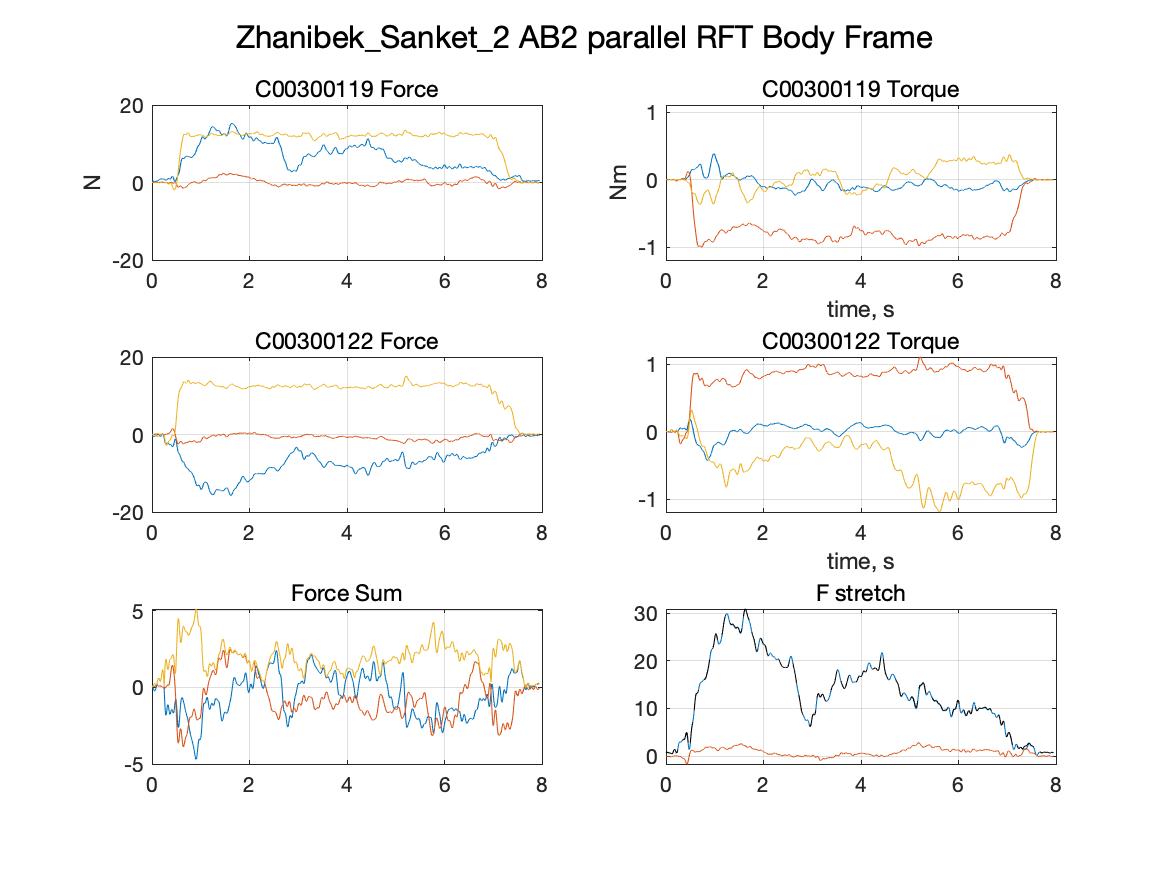 Zhanibek_Sanket_2 AB2 parallel RFT Body Frame
C00300119 Force
20
0
-20
N
0 2 4 6 8
C00300119 Torque
1
0
-1
Nm
0 2 4 6 8
time, s
C00300122 Force
20
0
-20
0 2 4 6 8
C00300122 Torque
1
0
-1
0 2 4 6 8
time, s
Force Sum
5
0
-5
0 2 4 6 8
F stretch
30
20
10
0
0 2 4 6 8